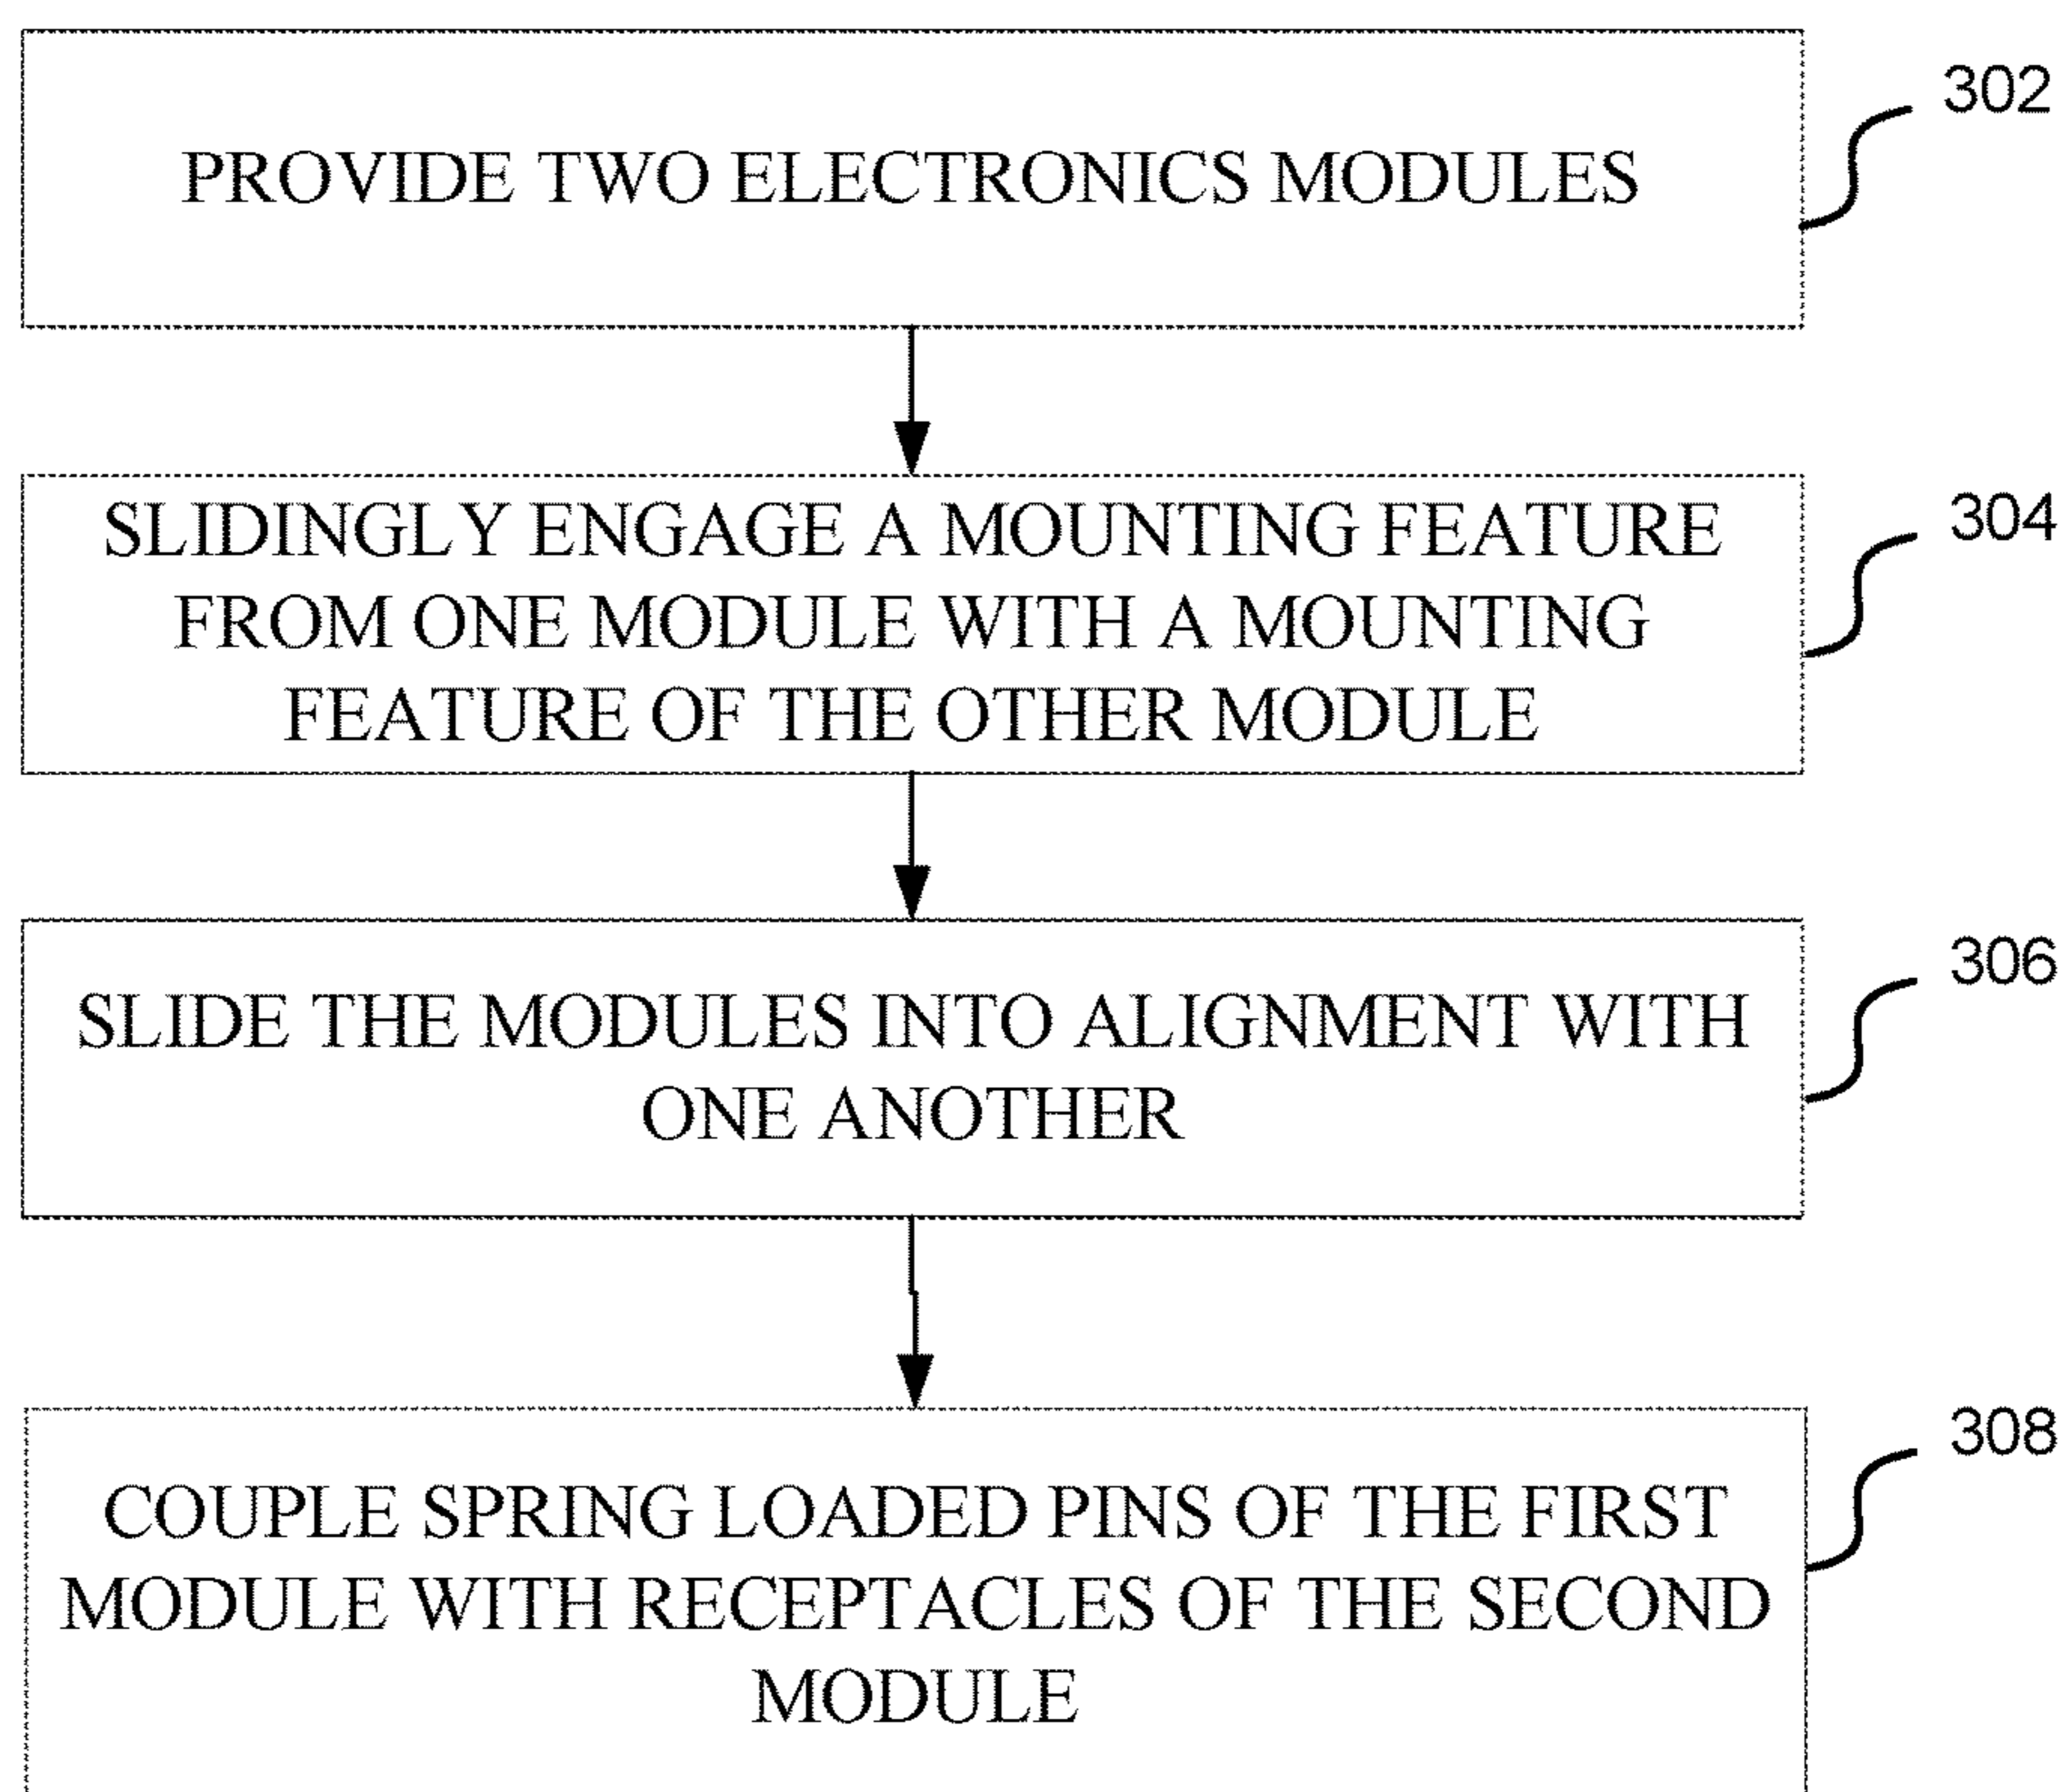 PROVIDE TWO ELECTRONICS MODULES
302
SLIDINGLY ENGAGE A MOUNTING FEATURE
FROM ONE MODULE WITH A MOUNTING
FEATURE OF THE OTHER MODULE
304
SLIDE THE MODULES INTO ALIGNMENT WITH
ONE ANOTHER
306
COUPLE SPRING LOADED PINS OF THE FIRST
MODULE WITH RECEPTACLES OF THE SECOND
MODULE
308